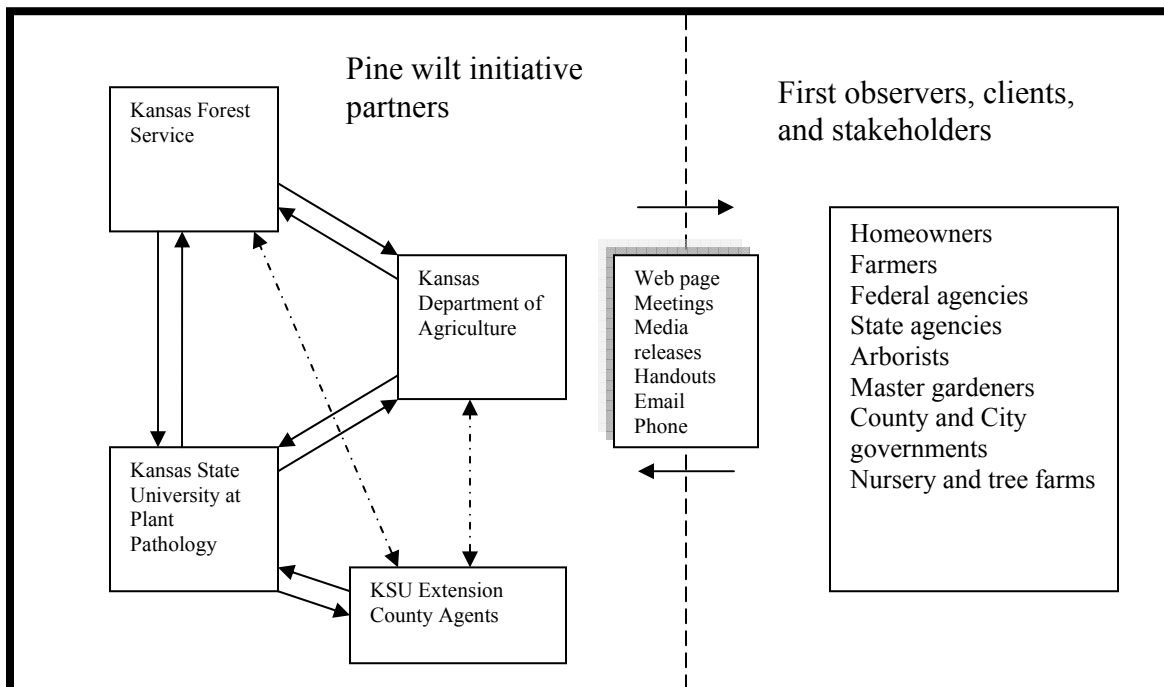 Pine wilt initiative
partners
First observers, clients,
and stakeholders
Kansas Forest
Service
Kansas
Department of
Agriculture
Kansas State
University at
Plant
Pathology
KSU Extension
County Agents
Web page
Meetings
Media
releases
Handouts
Email
Phone
Homeowners
Farmers
Federal agencies
State agencies
Arborists
Master gardeners
County and City
governments
Nursery and tree farms